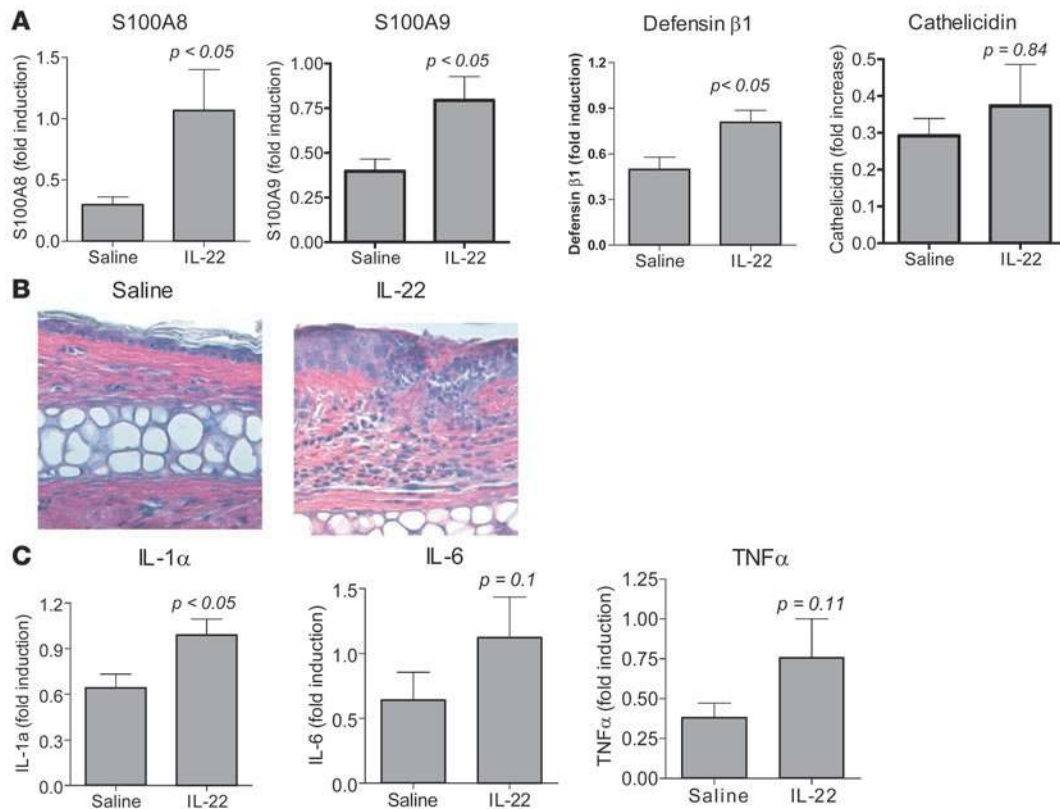 A
S100A8
S100A8 (fold induction)
1.5
1.0
0.5
0.0
p < 0.05
Saline
IL-22
S100A9
S100A9 (fold induction)
1.00
0.75
0.50
0.25
0.00
p < 0.05
Saline
IL-22
Defensin β1
Defensin β1 (fold induction)
1.2
0.9
0.6
0.3
0.0
p< 0.05
Saline
IL-22
Cathelicidin
Cathelicidin (fold increase)
0.5
0.4
0.3
0.2
0.1
0.0
p = 0.84
Saline
IL-22
B
Saline
IL-22
C
IL-1α
IL-1a (fold induction)
1.2
0.9
0.6
0.3
0.0
p < 0.05
Saline
IL-22
IL-6
IL-6 (fold induction)
1.5
1.0
0.5
0.0
p = 0.1
Saline
IL-22
TNFα
TNFα (fold induction)
1.25
1.00
0.75
0.50
0.25
0.00
p = 0.11
Saline
IL-22